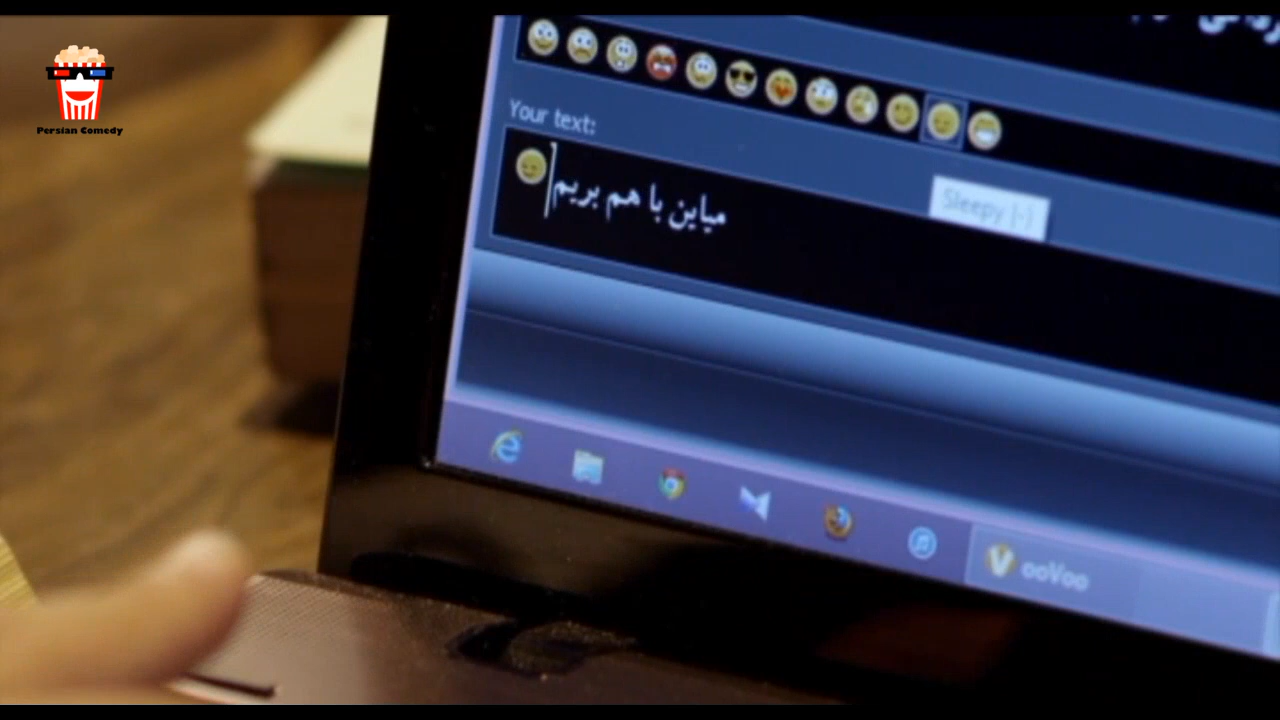 Persian Comedy
Your text:
میاین با هم بریم
Sleepy |-)
ooVoo